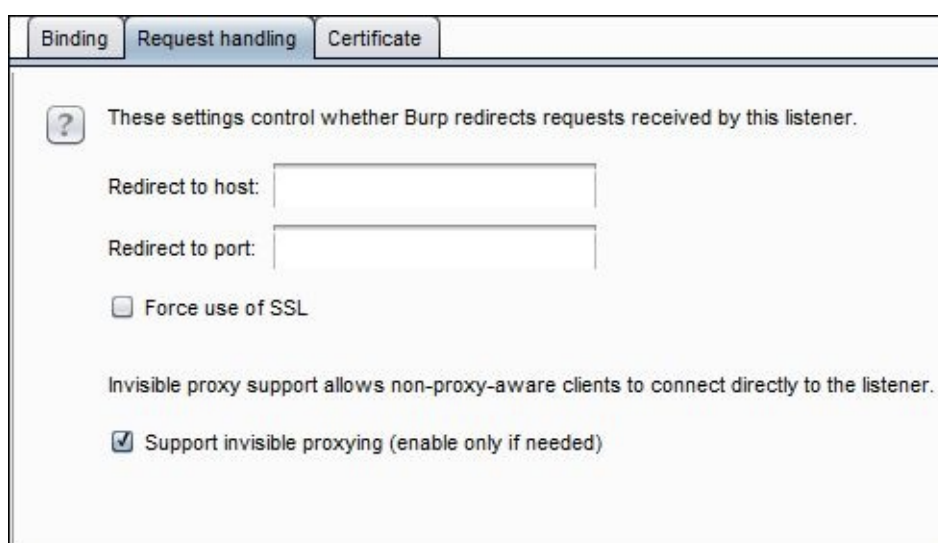 Binding Request handling Certificate
? These settings control whether Burp redirects requests received by this listener.
Redirect to host:
Redirect to port:
Force use of SSL
Invisible proxy support allows non-proxy-aware clients to connect directly to the listener.
Support invisible proxying (enable only if needed)